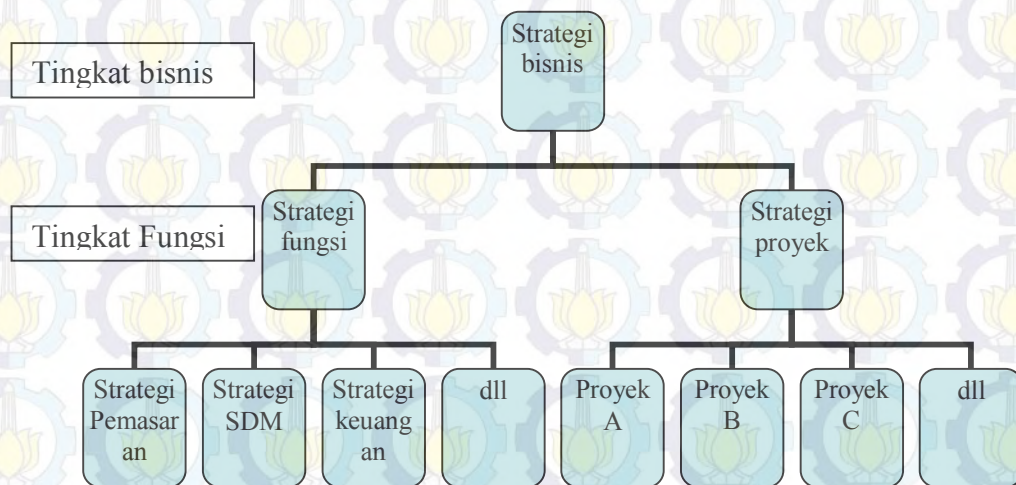 Tingkat bisnis
Strategi
bisnis
Tingkat Fungsi
Strategi
fungsi
Strategi
proyek
Strategi
Pemasar
an
Strategi
SDM
Strategi
keuang
an
dll
Proyek
A
Proyek
B
Proyek
C
dll